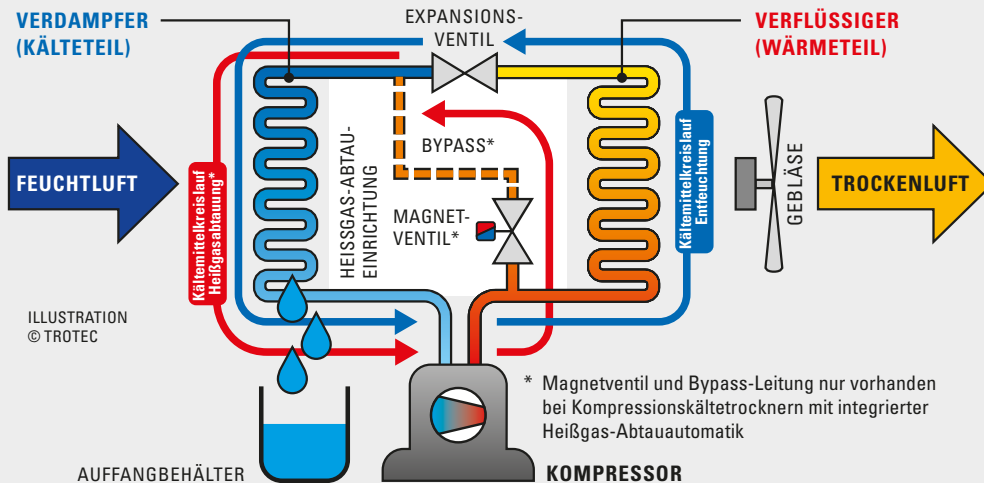 VERDAMPFER
(KÄLTETEIL)
EXPANSIONS-
VENTIL
VERFLÜSSIGER
(WÄRMETEIL)
FEUCHTLUFT
Kältemittelkreislauf
Heißgasabtauung*
HEISSGAS-ABTAU-
EINRICHTUNG
BYPASS*
MAGNET-
VENTIL*
Kältemittelkreislauf
Entfeuchtung
GEBLÄSE
TROCKENLUFT
ILLUSTRATION
© TROTEC
* Magnetventil und Bypass-Leitung nur vorhanden
bei Kompressionskältetrocknern mit integrierter
Heißgas-Abtauautomatik
AUFFANGBEHÄLTER
KOMPRESSOR